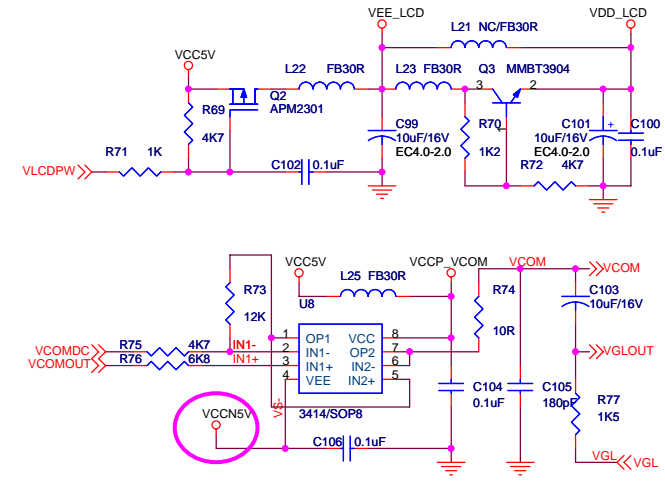 VEE_LCD
VDD_LCD
L21 NC/FB30R
VCC5V
L22 FB30R
L23 FB30R
Q3 MMBT3904
3
2
Q2
APM2301
R69
4K7
C99
10uF/16V
EC4.0-2.0
R70
1K2
C101
10uF/16V
EC4.0-2.0
+
C100
0.1uF
R71 1K
VLCDPW
C102 0.1uF
R72 4K7
1
VCC5V
VCCP_VCOM
VCOM
VCOM
L25 FB30R
R73
12K
U8
R74
10R
C103
10uF/16V
1 OP1 VCC 8
2 IN1- OP2 7
3 IN1+ IN2- 6
4 VEE IN2+ 5
3414/SOP8
VCOMDC
R75 4K7 IN1-
VCOMOUT
R76 6K8 IN1+
VGLOUT
VS-
VCCN5V
C104
0.1uF
C105
180pF
R77
1K5
C106 0.1uF
VGL
VGL